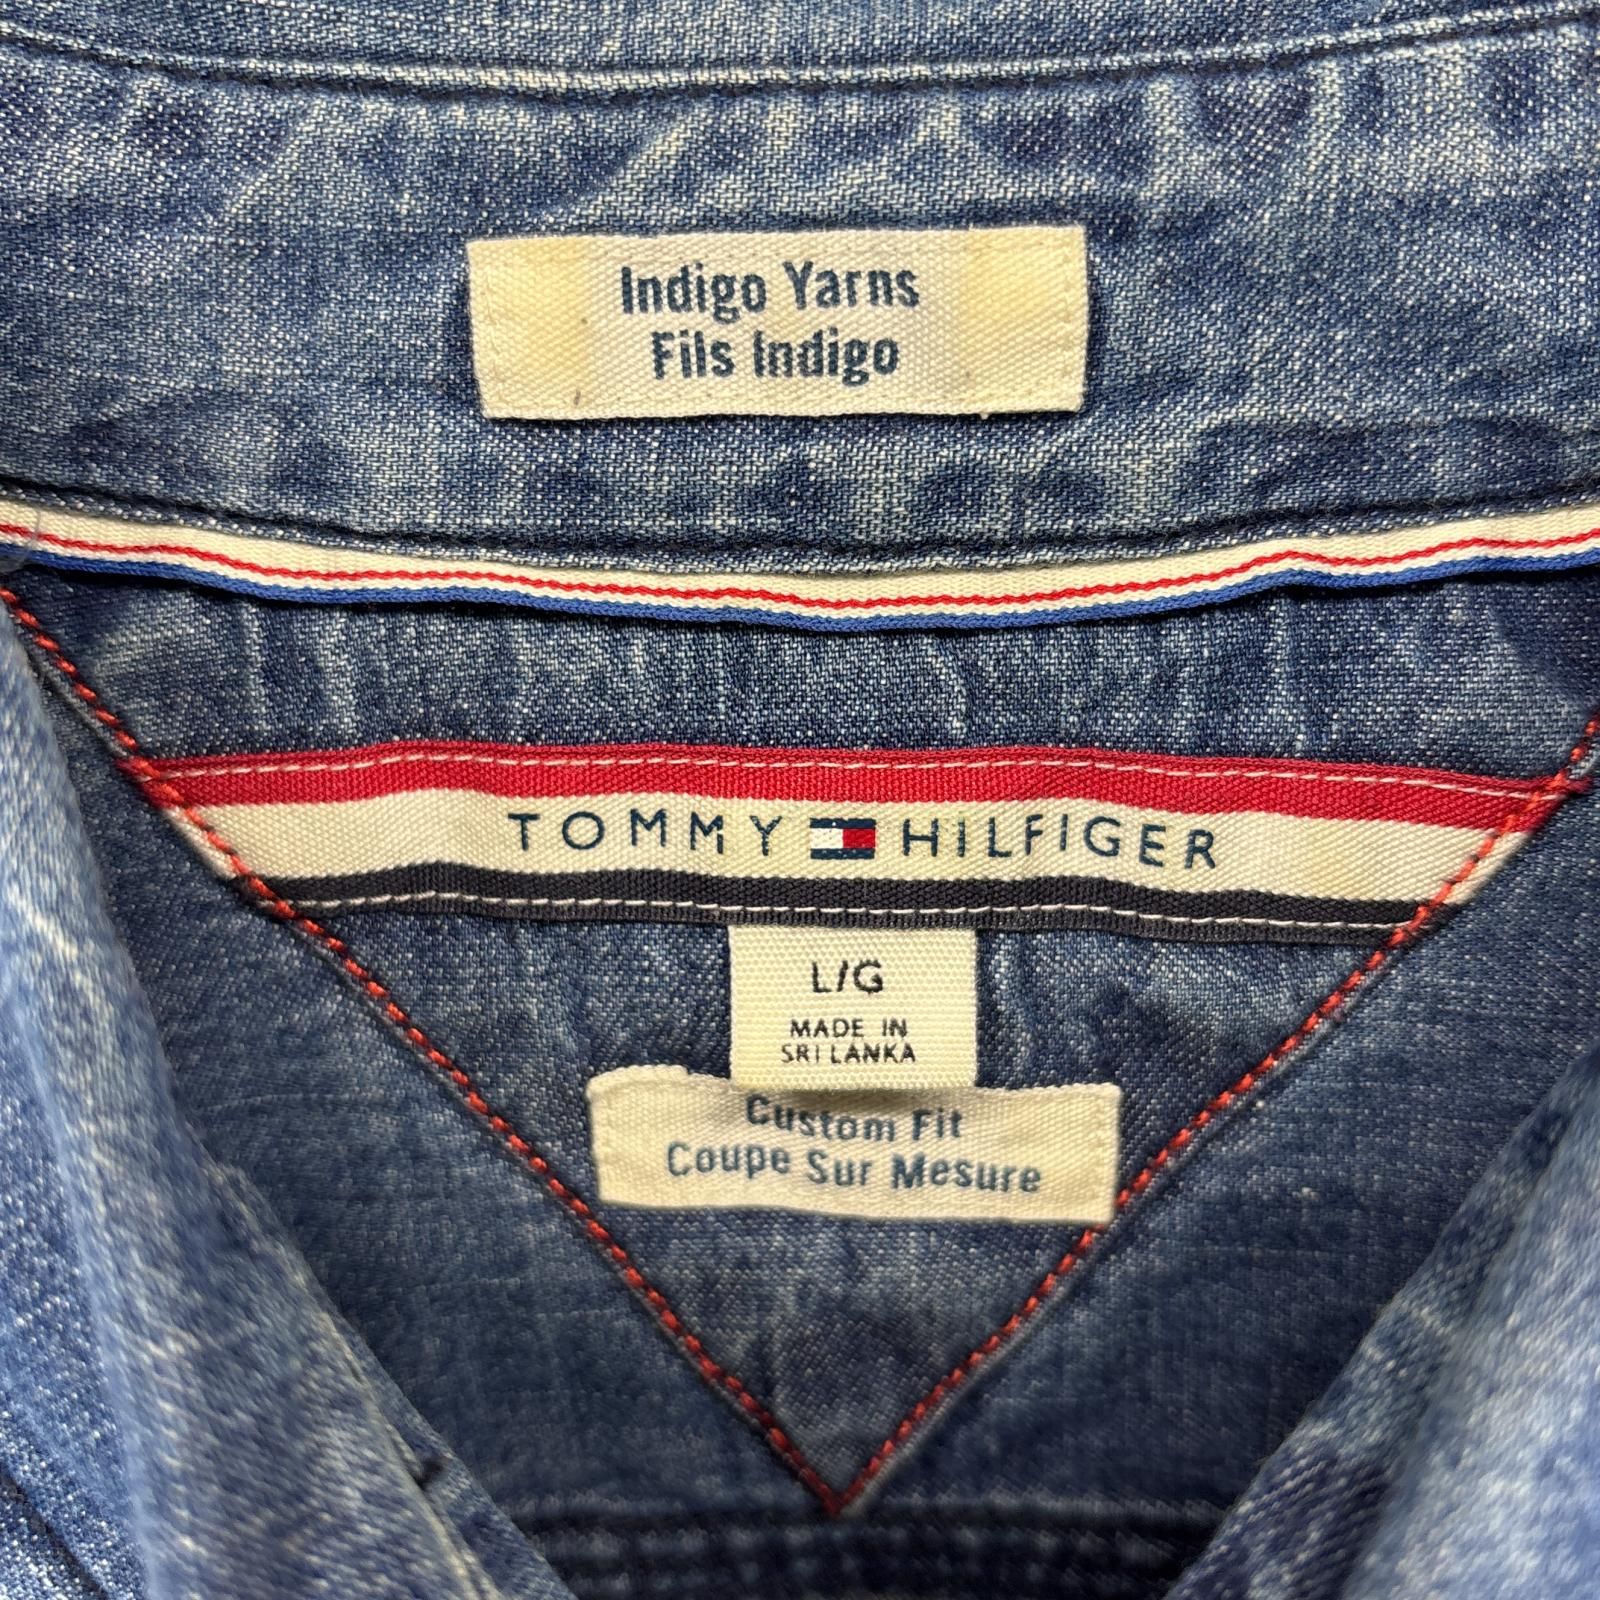 Indigo Yarns
Fils Indigo
TOMMY HILFIGER
L/G
MADE IN
SRI LANKA
Custom Fit
Coupe Sur Mesure